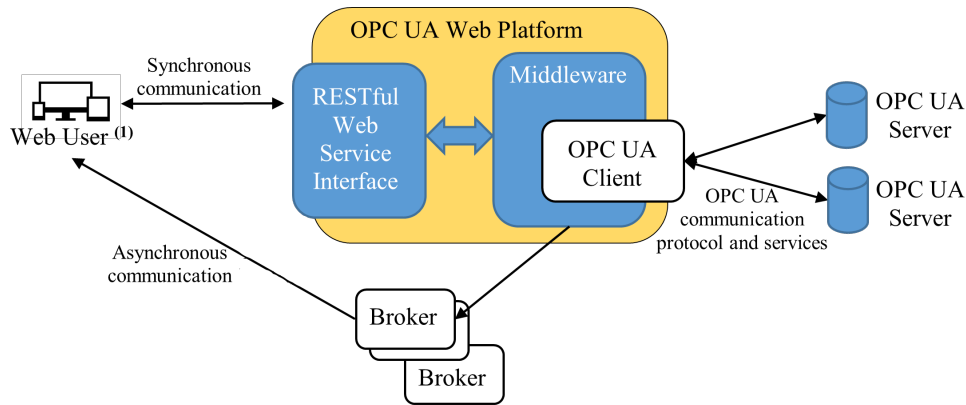 OPC UA Web Platform
Synchronous
communication
Web User (1)
RESTful
Web
Service
Interface
Middleware
OPC UA
Client
OPC UA
Server
OPC UA
Server
OPC UA
communication
protocol and services
Asynchronous
communication
Broker
Broker